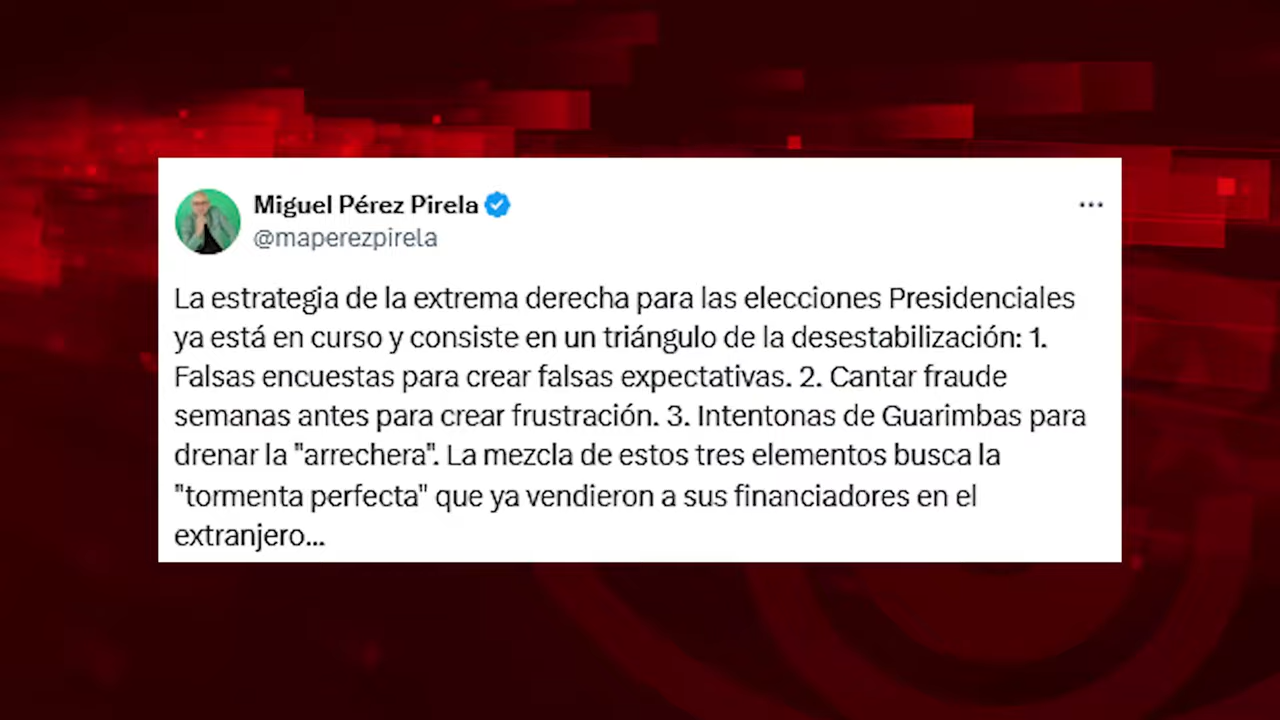 Miguel Pérez Pirela
@maperezpirela
La estrategia de la extrema derecha para las elecciones Presidenciales
ya está en curso y consiste en un triángulo de la desestabilización: 1.
Falsas encuestas para crear falsas expectativas. 2. Cantar fraude
semanas antes para crear frustración. 3. Intentonas de Guarimbas para
drenar la "arrechera". La mezcla de estos tres elementos busca la
"tormenta perfecta" que ya vendieron a sus financiadores en el
extranjero...